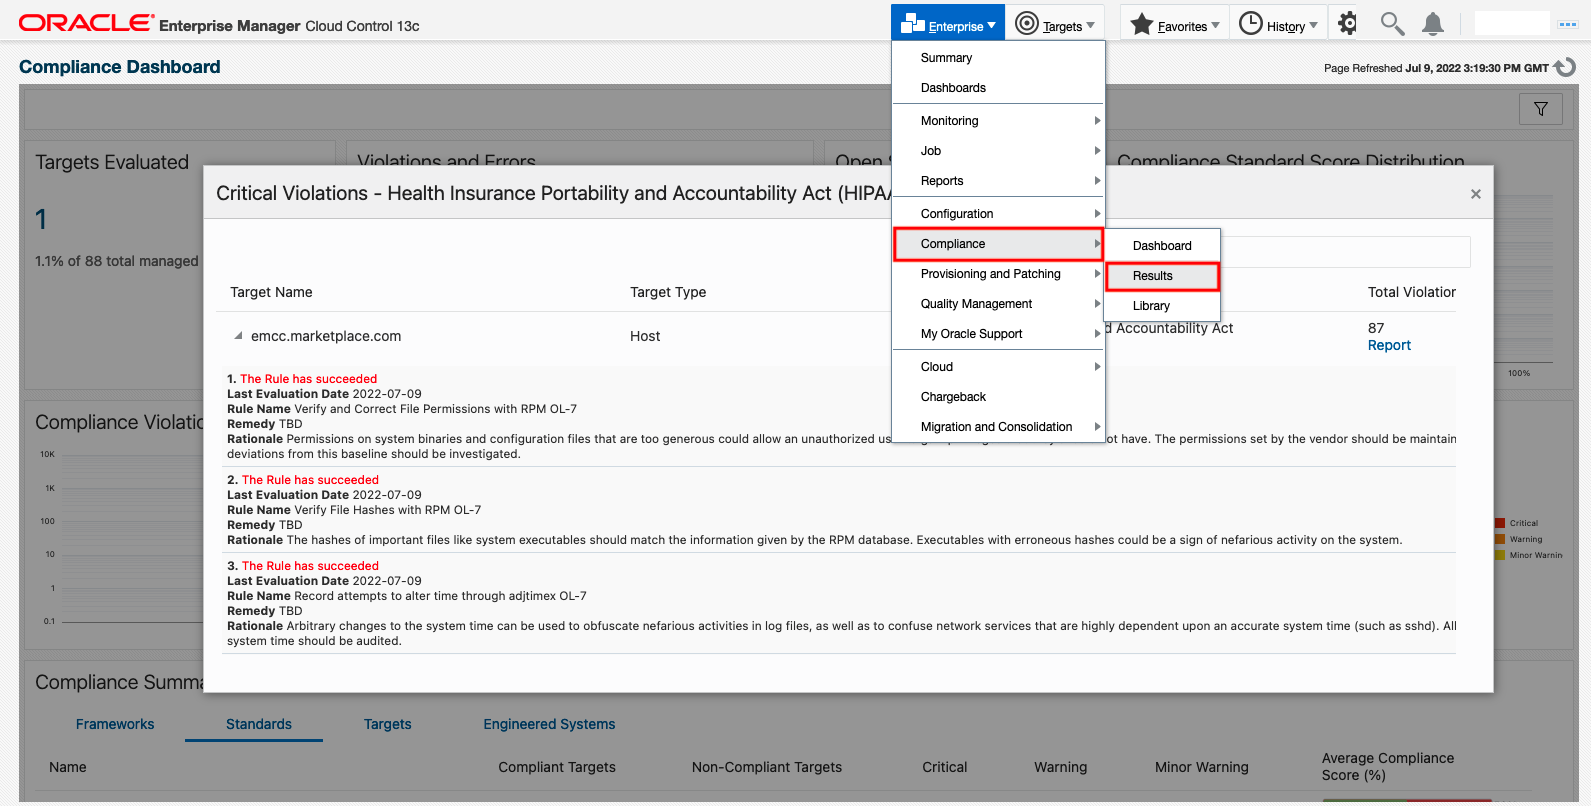 ORACLE Enterprise Manager Cloud Control 13c
Enterprise
Targets
Favorites
History
Compliance Dashboard
Page Refreshed Jul 9, 2022 3:19:30 PM GMT
Summary
Dashboards
Monitoring
Job
Reports
Configuration
Compliance
Provisioning and Patching
Quality Management
My Oracle Support
Cloud
Chargeback
Migration and Consolidation
Dashboard
Results
Library
Targets Evaluated
Violations and Errors
Open
Compliance Standard Score Distribution
1
1.1% of 88 total managed
100%
Critical Violations - Health Insurance Portability and Accountability Act (HIPAA
Target Name
Target Type
Total Violation
emcc.marketplace.com
Host
d Accountability Act
87
Report
1. The Rule has succeeded
Last Evaluation Date 2022-07-09
Rule Name Verify and Correct File Permissions with RPM OL-7
Remedy TBD
Rationale Permissions on system binaries and configuration files that are too generous could allow an unauthorized us ot have. The permissions set by the vendor should be maintain
deviations from this baseline should be investigated.
2. The Rule has succeeded
Last Evaluation Date 2022-07-09
Rule Name Verify File Hashes with RPM OL-7
Remedy TBD
Rationale The hashes of important files like system executables should match the information given by the RPM database. Executables with erroneous hashes could be a sign of nefarious activity on the system.
3. The Rule has succeeded
Last Evaluation Date 2022-07-09
Rule Name Record attempts to alter time through adjtimex OL-7
Remedy TBD
Rationale Arbitrary changes to the system time can be used to obfuscate nefarious activities in log files, as well as to confuse network services that are highly dependent upon an accurate system time (such as sshd). All
system time should be audited.
Compliance Violatio
10K
1K
100
10
1
0.1
Critical
Warning
Minor Warnin
Compliance Summa
Frameworks
Standards
Targets
Engineered Systems
Name
Compliant Targets
Non-Compliant Targets
Critical
Warning
Minor Warning
Average Compliance
Score (%)